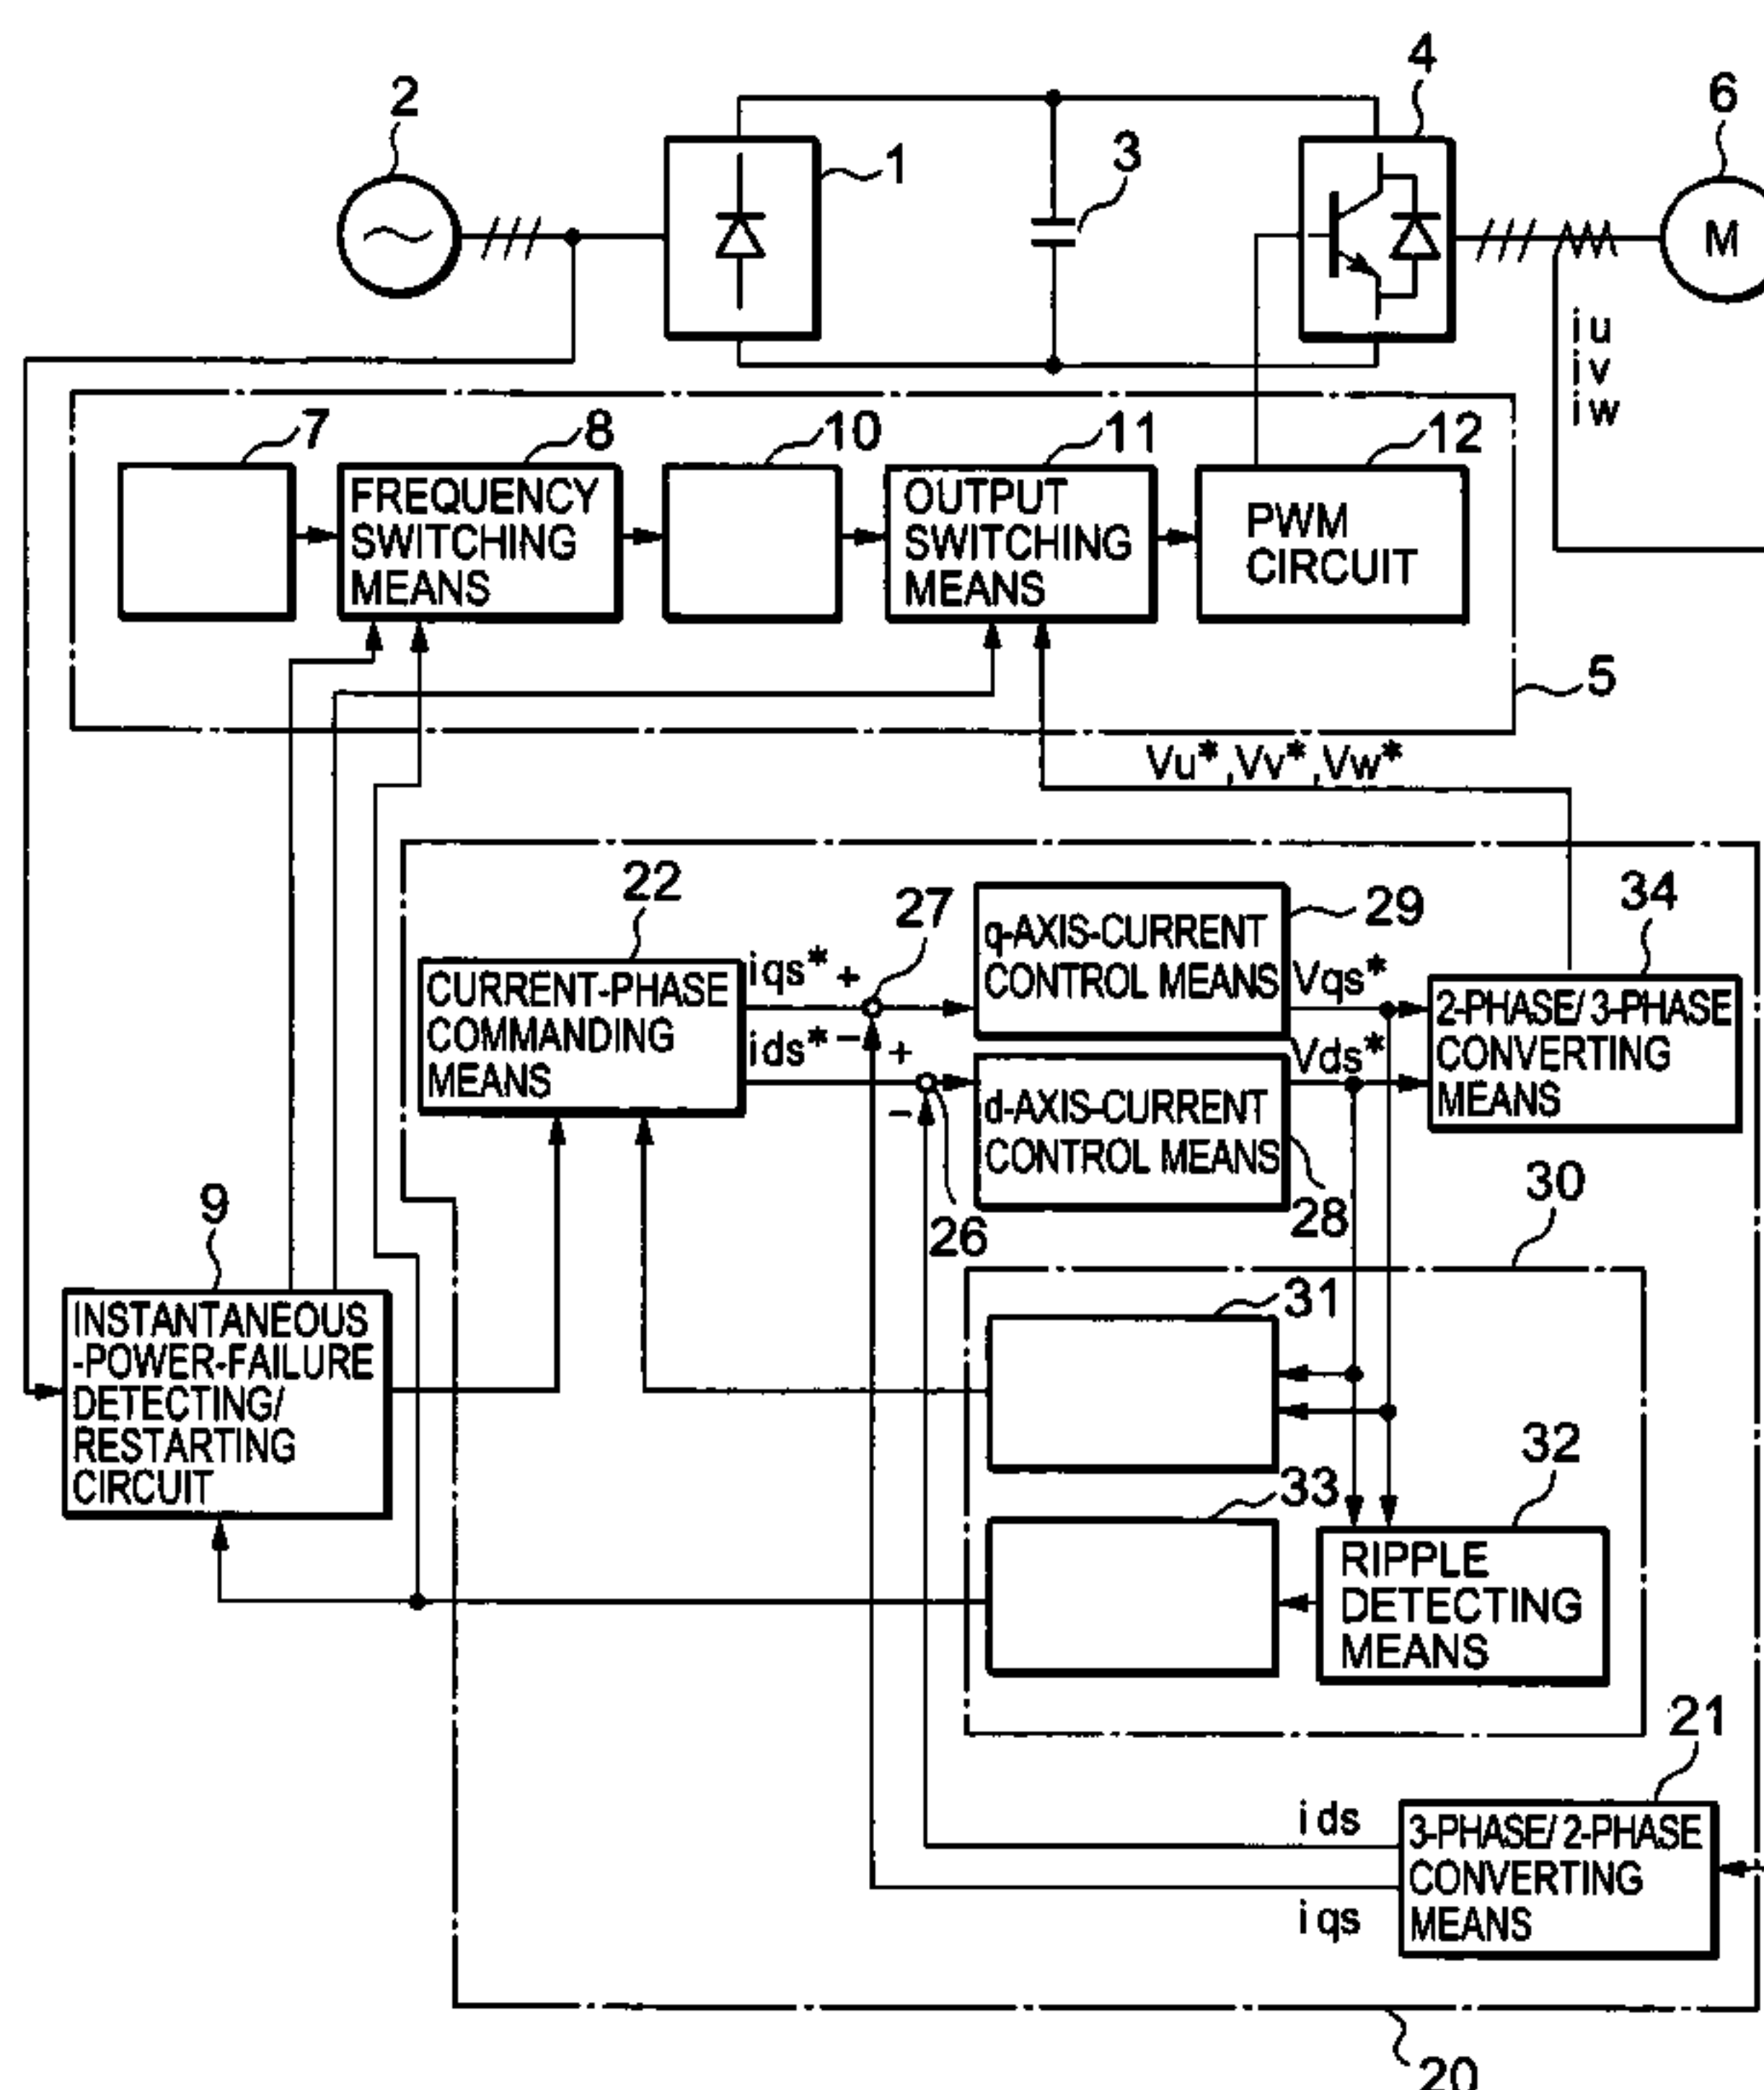 2
1
3
4
6
M
iu
iv
iw
7
8
10
11
12
FREQUENCY
SWITCHING
MEANS
OUTPUT
SWITCHING
MEANS
PWM
CIRCUIT
5
Vu*,Vv*,Vw*
22
27
29
34
CURRENT-PHASE
COMMANDING
MEANS
iqs* +
ids* - +
-
q-AXIS-CURRENT
CONTROL MEANS
Vqs*
Vds*
2-PHASE/3-PHASE
CONVERTING
MEANS
d-AXIS-CURRENT
CONTROL MEANS
26
28
30
9
INSTANTANEOUS
-POWER-FAILURE
DETECTING/
RESTARTING
CIRCUIT
31
33
32
RIPPLE
DETECTING
MEANS
21
ids
iqs
3-PHASE/2-PHASE
CONVERTING
MEANS
20